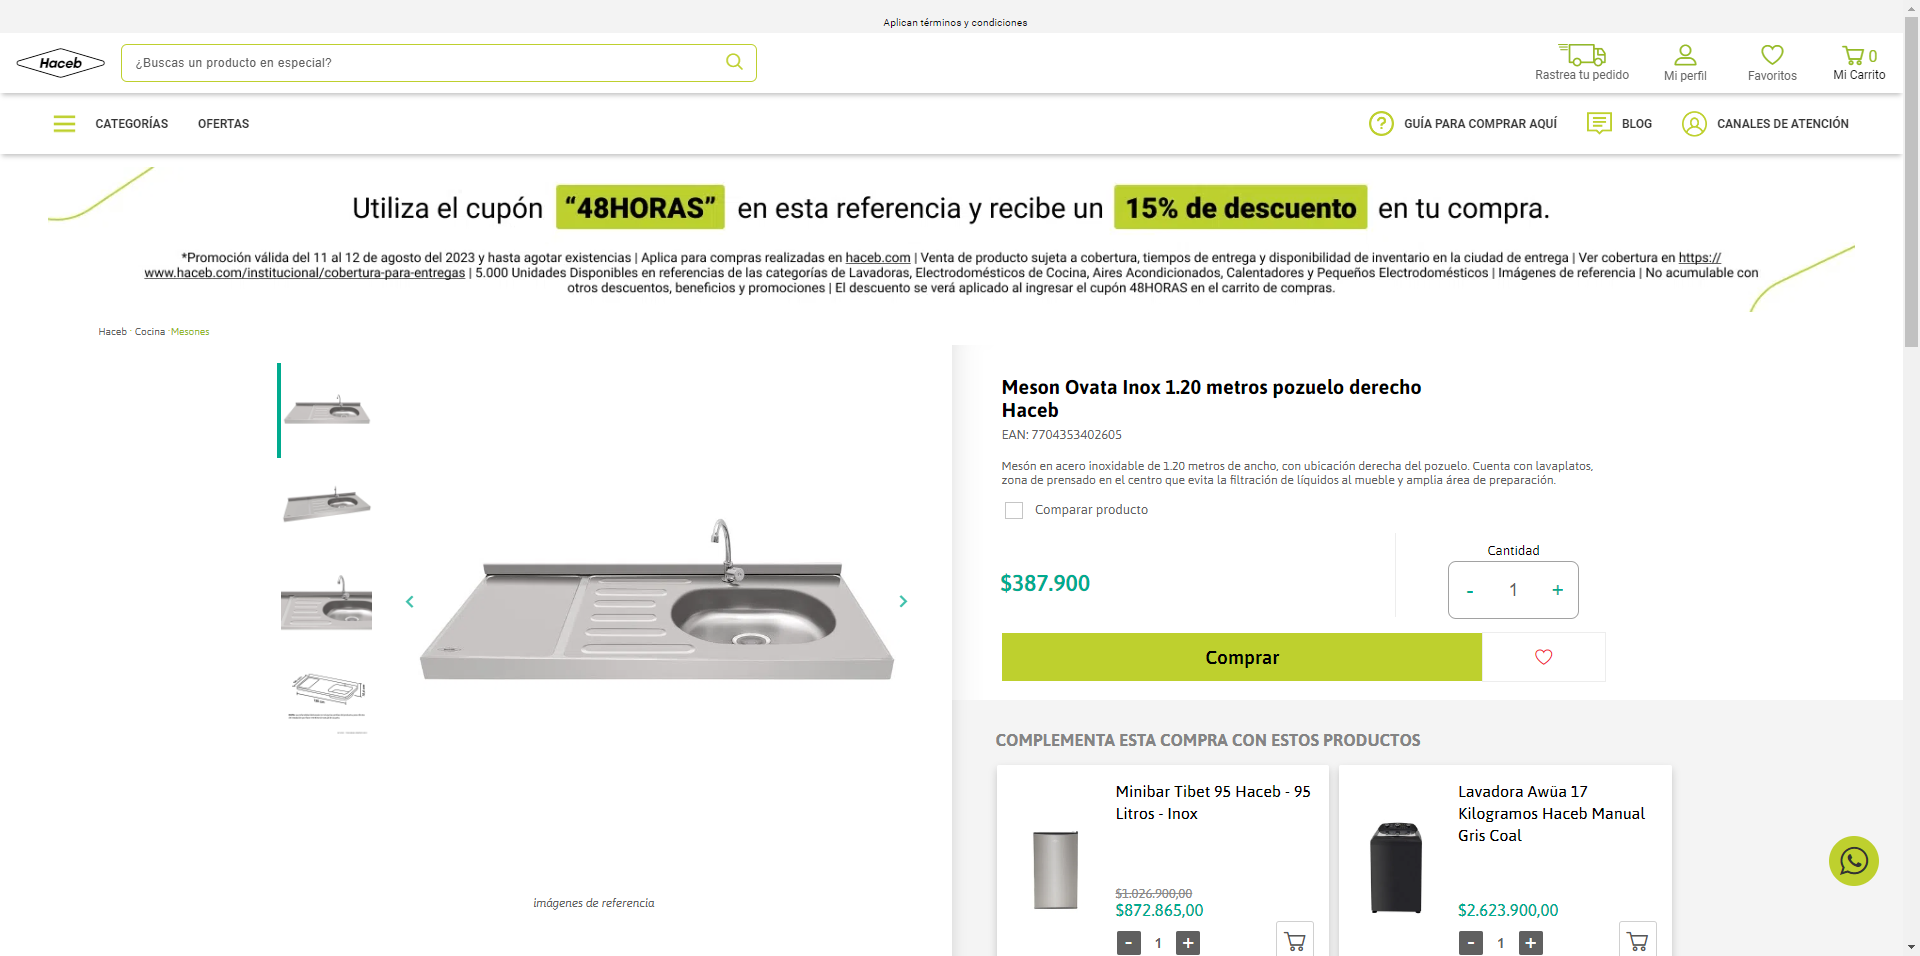 Aplican términos y condiciones
Haceb
¿Buscas un producto en especial?
Rastrea tu pedido
Mi perfil
Favoritos
0
Mi Carrito
CATEGORÍAS
OFERTAS
GUÍA PARA COMPRAR AQUÍ
BLOG
CANALES DE ATENCIÓN
Utiliza el cupón “48HORAS” en esta referencia y recibe un 15% de descuento en tu compra.
*Promoción válida del 11 al 12 de agosto del 2023 y hasta agotar existencias | Aplica para compras realizadas en haceb.com | Venta de producto sujeta a cobertura, tiempos de entrega y disponibilidad de inventario en la ciudad de entrega | Ver cobertura en https://
www.haceb.com/institucional/cobertura-para-entregas | 5.000 Unidades Disponibles en referencias de las categorías de Lavadoras, Electrodomésticos de Cocina, Aires Acondicionados, Calentadores y Pequeños Electrodomésticos | Imágenes de referencia | No acumulable con
otros descuentos, beneficios y promociones | El descuento se verá aplicado al ingresar el cupón 48HORAS en el carrito de compras.
Haceb · Cocina · Mesones
Meson Ovata Inox 1.20 metros pozuelo derecho
Haceb
EAN: 7704353402605
Mesón en acero inoxidable de 1.20 metros de ancho, con ubicación derecha del pozuelo. Cuenta con lavaplatos,
zona de prensado en el centro que evita la filtración de líquidos al mueble y amplia área de preparación.
Comparar producto
Cantidad
$387.900
- 1 +
Comprar
imágenes de referencia
COMPLEMENTA ESTA COMPRA CON ESTOS PRODUCTOS
Minibar Tibet 95 Haceb - 95
Litros - Inox
$1.026.900,00
$872.865,00
- 1 +
Lavadora Awüa 17
Kilogramos Haceb Manual
Gris Coal
$2.623.900,00
- 1 +